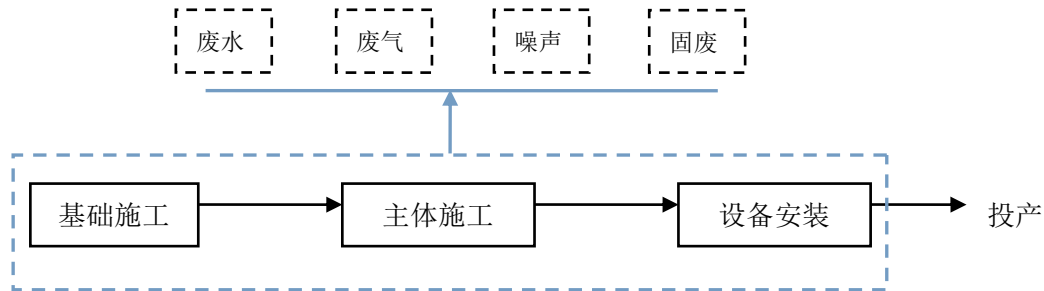 废水 废气 噪声 固废
基础施工 主体施工 设备安装 投产